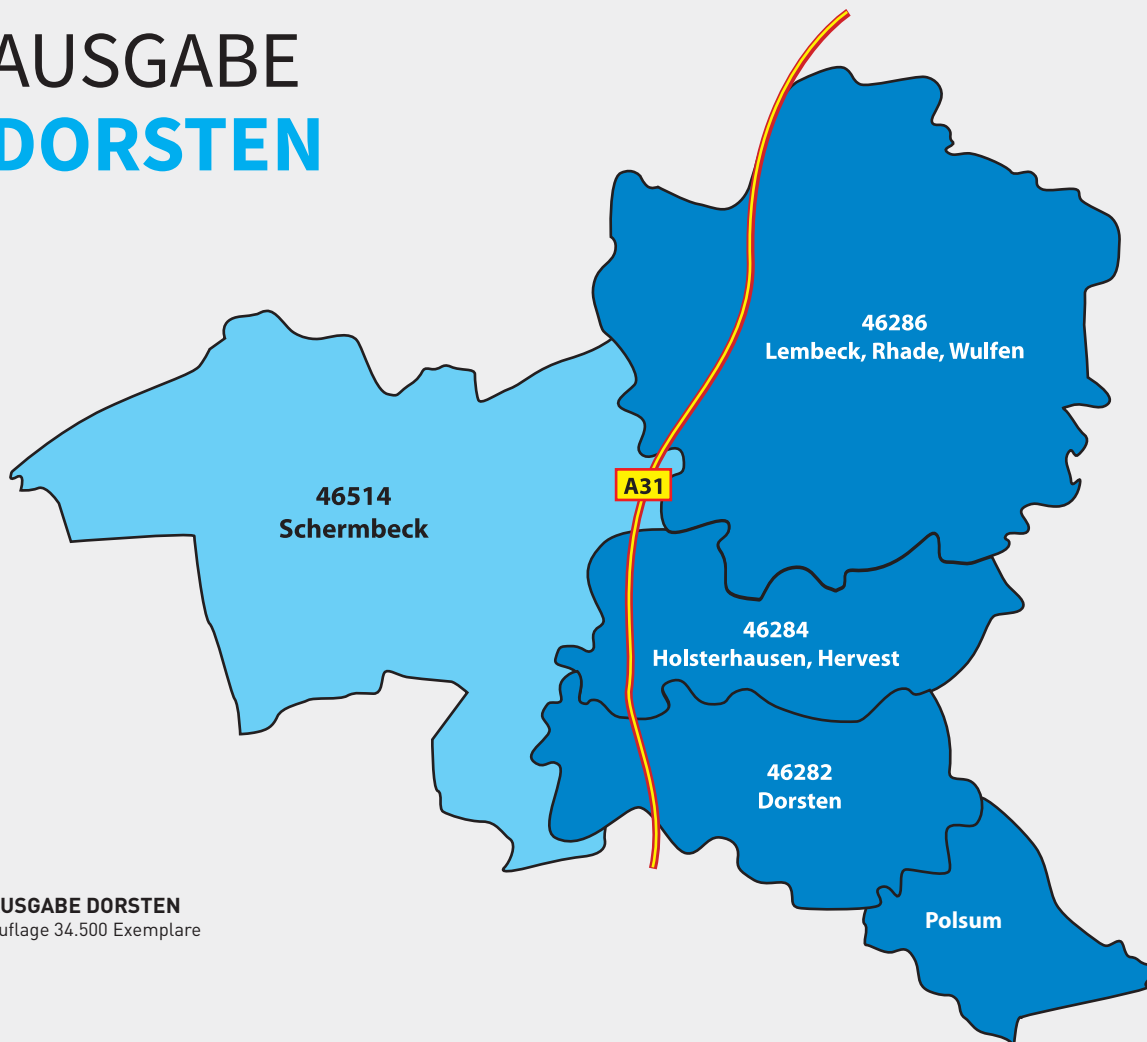 AUSGABE
DORSTEN
46286
Lembeck, Rhade, Wulfen
A31
46514
Schermbeck
46284
Holsterhausen, Hervest
46282
Dorsten
Polsum
USGABE DORSTEN
uflage 34.500 Exemplare